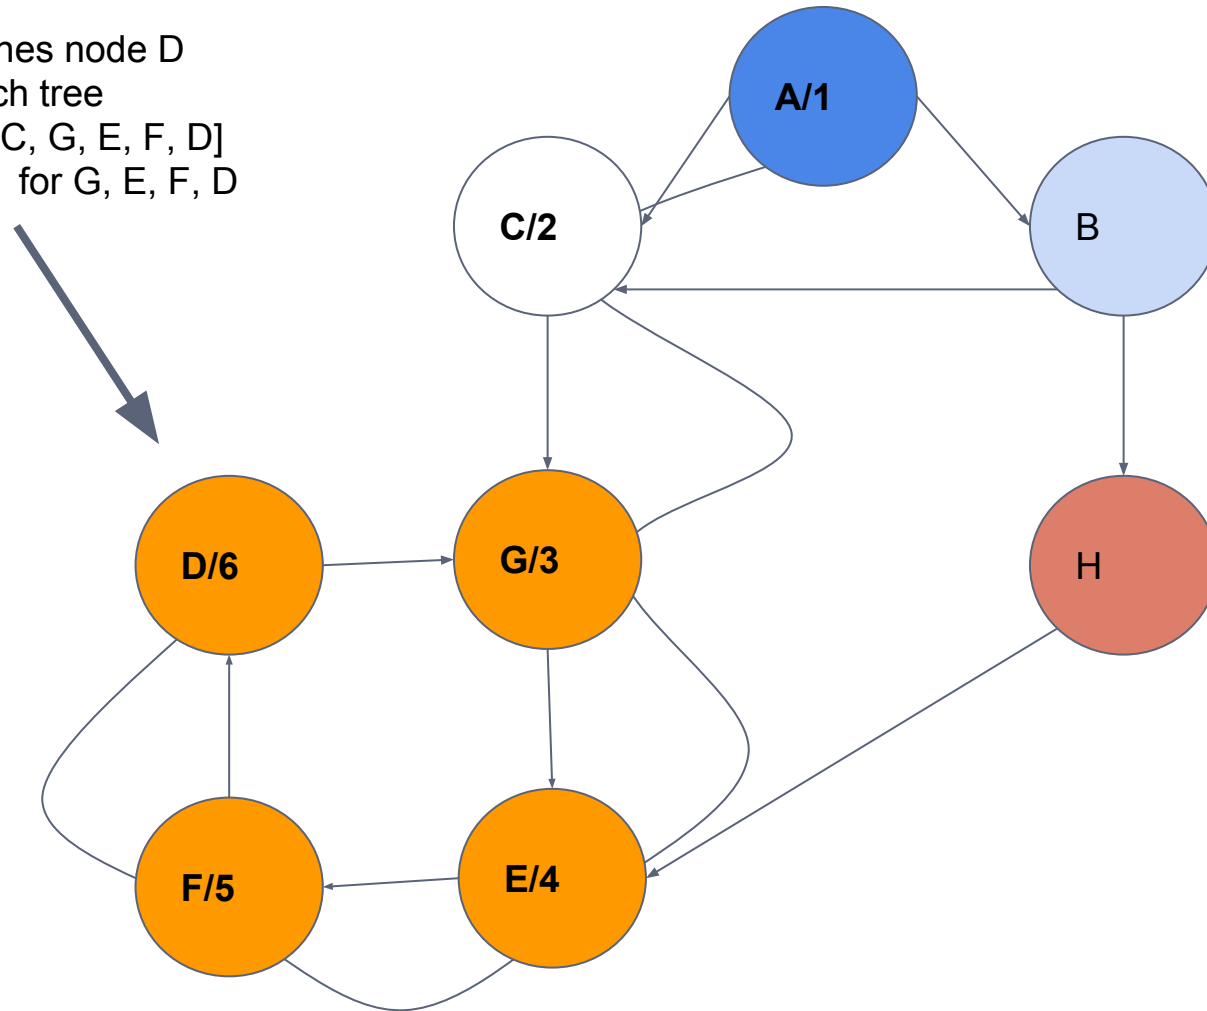 nes node D
ch tree
C, G, E, F, D]
for G, E, F, D
A/1
C/2
B
D/6
G/3
H
F/5
E/4